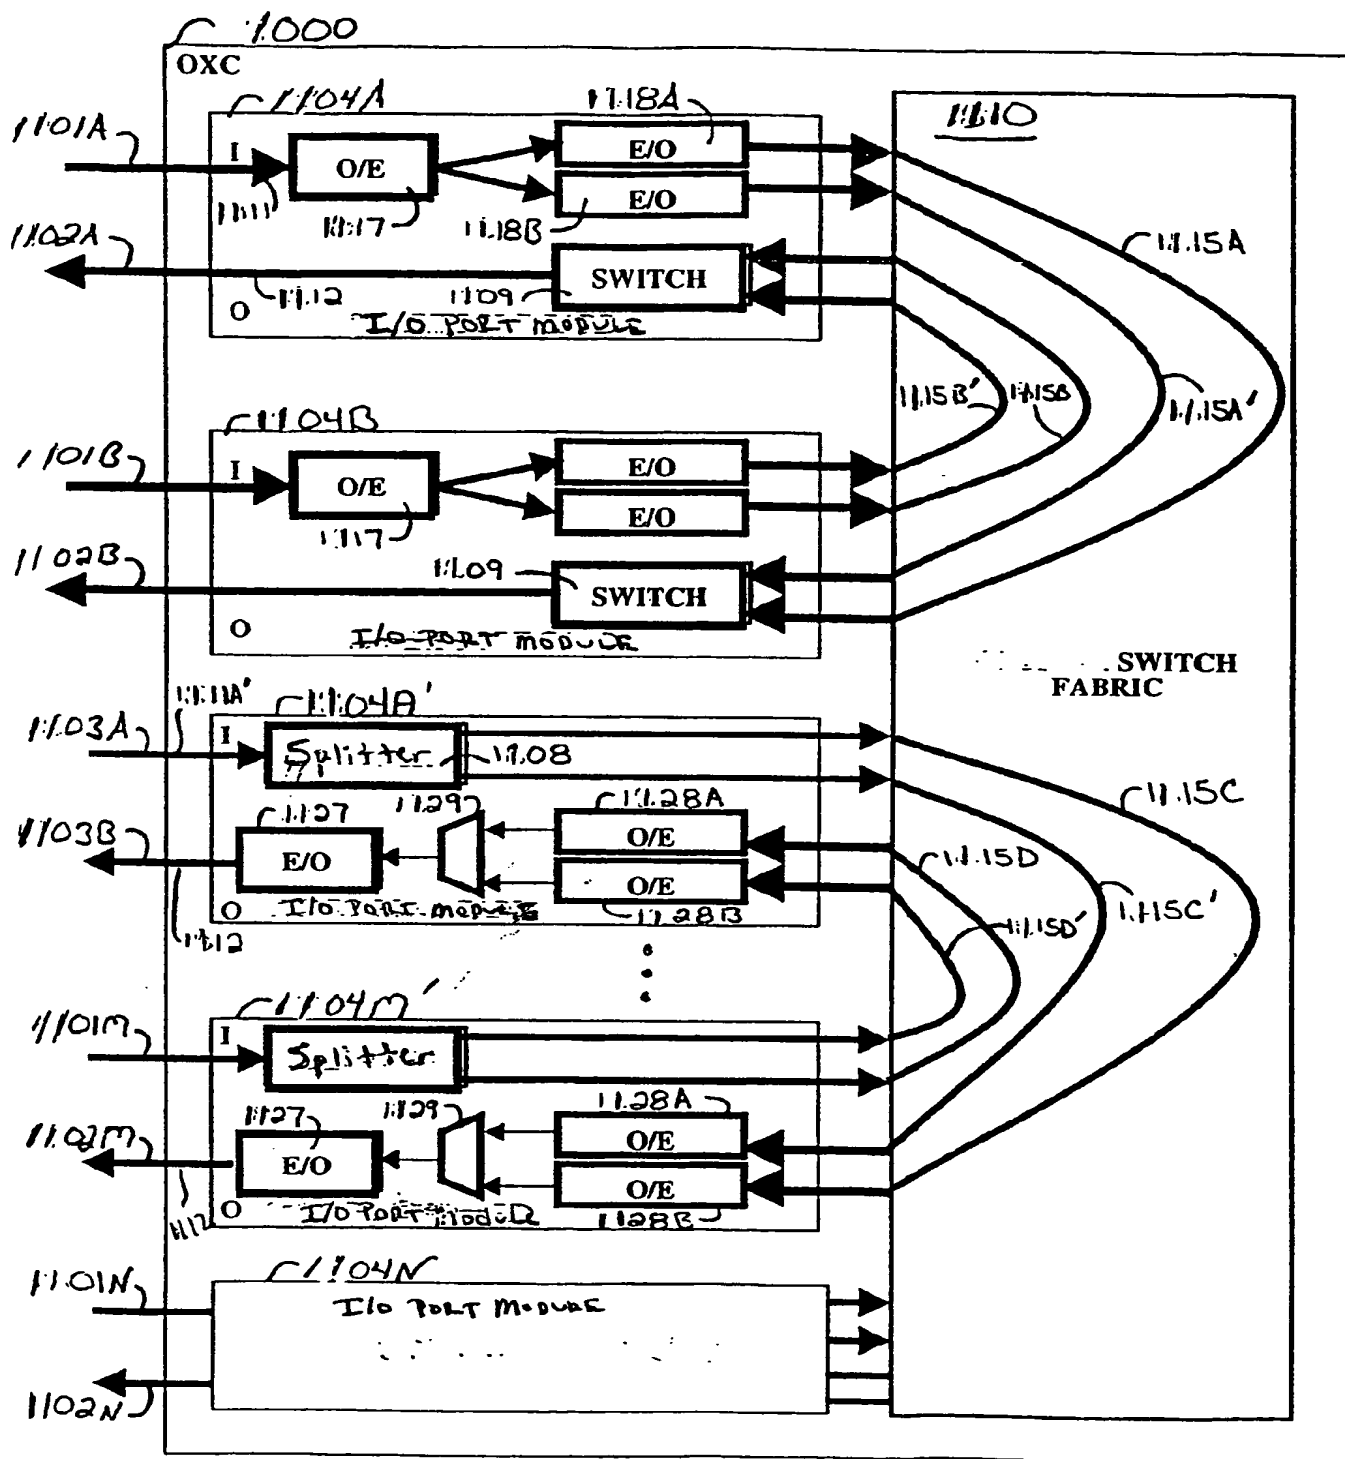 1000
OXC
1104A
1118A
1110
1101A
I
O/E
E/O
E/O
1111
1117
1118B
1102A
1115A
SWITCH
1112
1109
O
I/O PORT MODULE
1115B'
1115B
1115A'
1104B
1101B
I
O/E
E/O
E/O
1117
1102B
1109
SWITCH
O
I/O PORT MODULE
SWITCH
FABRIC
1111A'
1104A'
1103A
I
Splitter
1108
1129
1128A
1115C
1127
O/E
1103B
E/O
1115D
O/E
1115C'
O
I/O PORT MODULE
1128B
1112
1115D'
1104M'
1101M
I
Splitter
1127
1129
1128A
O/E
1102M
E/O
O/E
1112
O
I/O PORT MODULE
1128B
1104N
1101N
I/O PORT MODULE
1102N